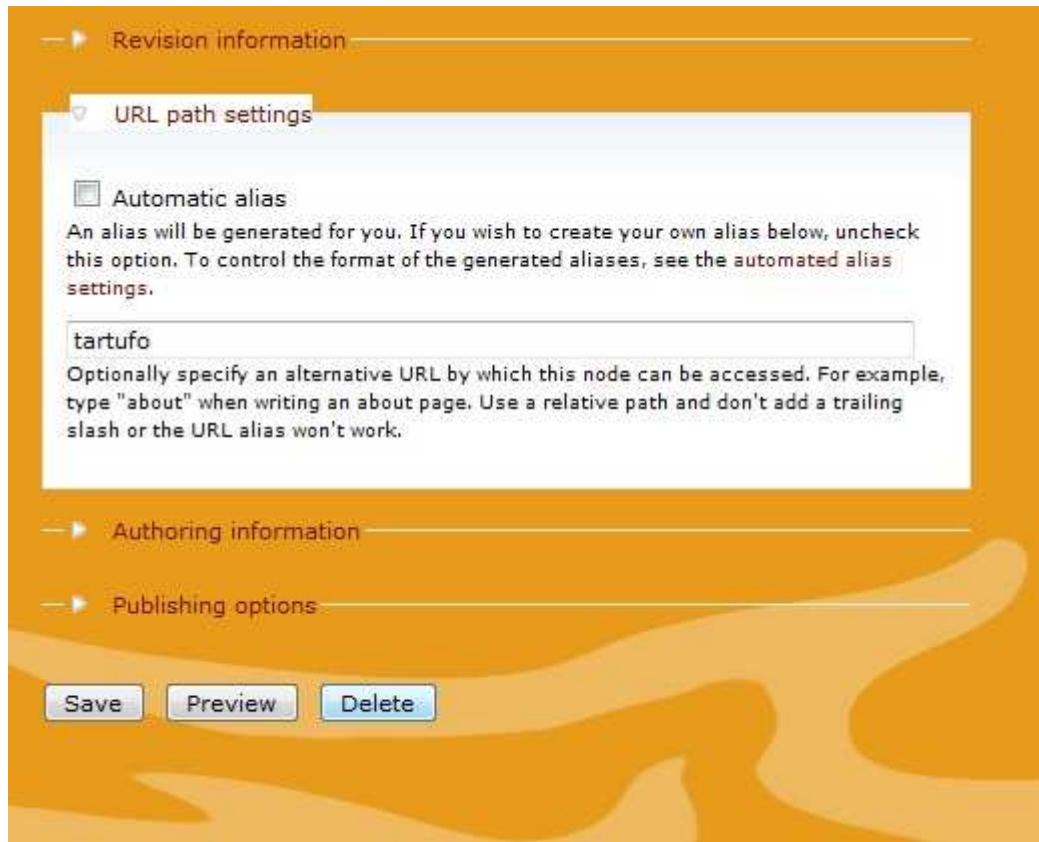 Revision information
URL path settings
Automatic alias
An alias will be generated for you. If you wish to create your own alias below, uncheck
this option. To control the format of the generated aliases, see the automated alias
settings.
tartufo
Optionally specify an alternative URL by which this node can be accessed. For example,
type "about" when writing an about page. Use a relative path and don't add a trailing
slash or the URL alias won't work.
Authoring information
Publishing options
Save Preview Delete